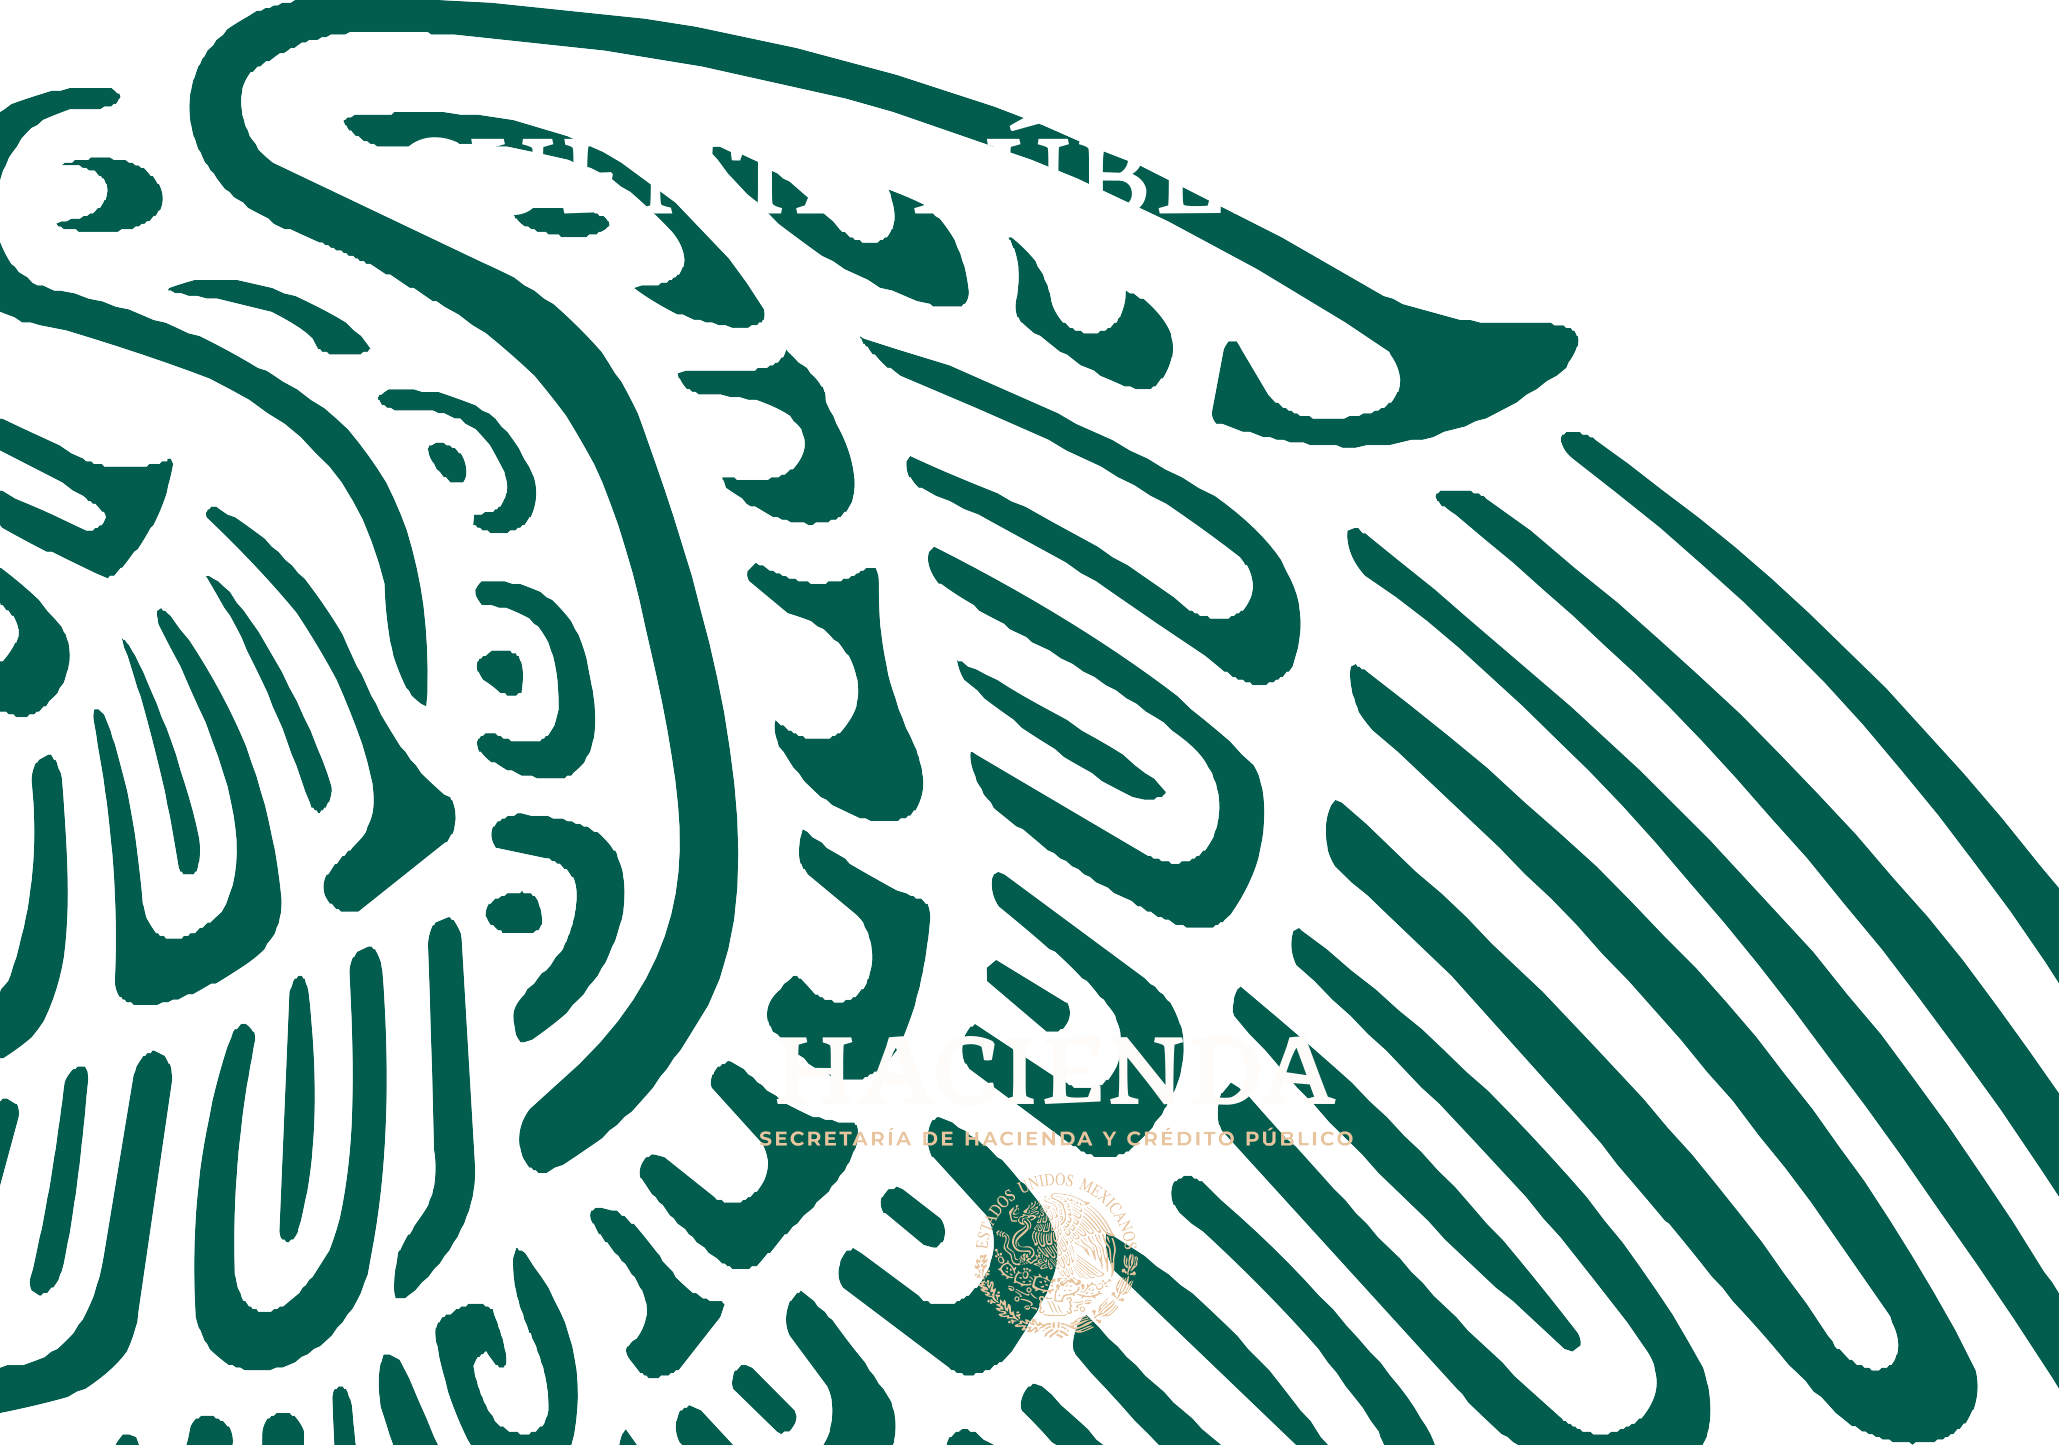 HACIENDA
SECRETARÍA DE HACIENDA Y CRÉDITO PÚBLICO
ESTADOS UNIDOS MEXICANOS